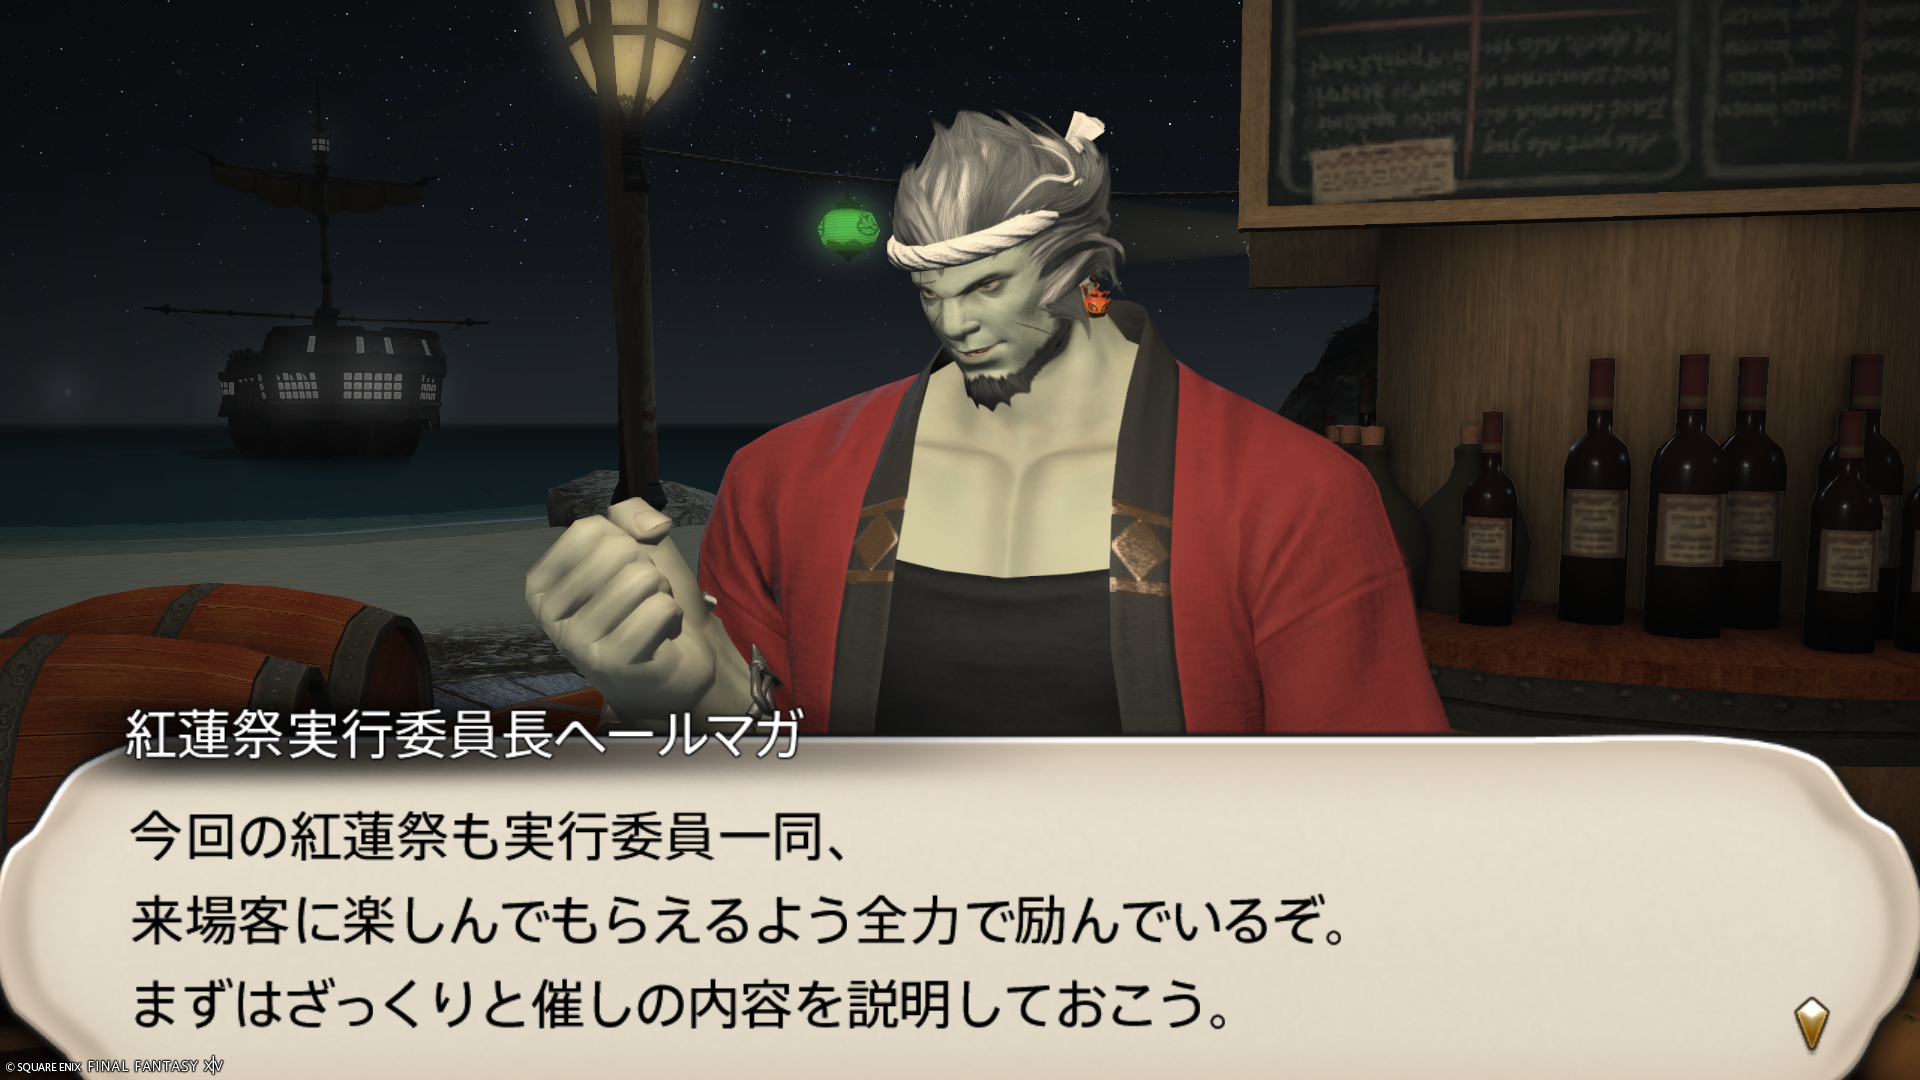 紅蓮祭実行委員長ヘールマガ
今回の紅蓮祭も実行委員一同、
来場客に楽しんでもらえるよう全力で励んでいるぞ。
まずはざっくりと催しの内容を説明しておこう。
© SQUARE ENIX FINAL FANTASY XIV